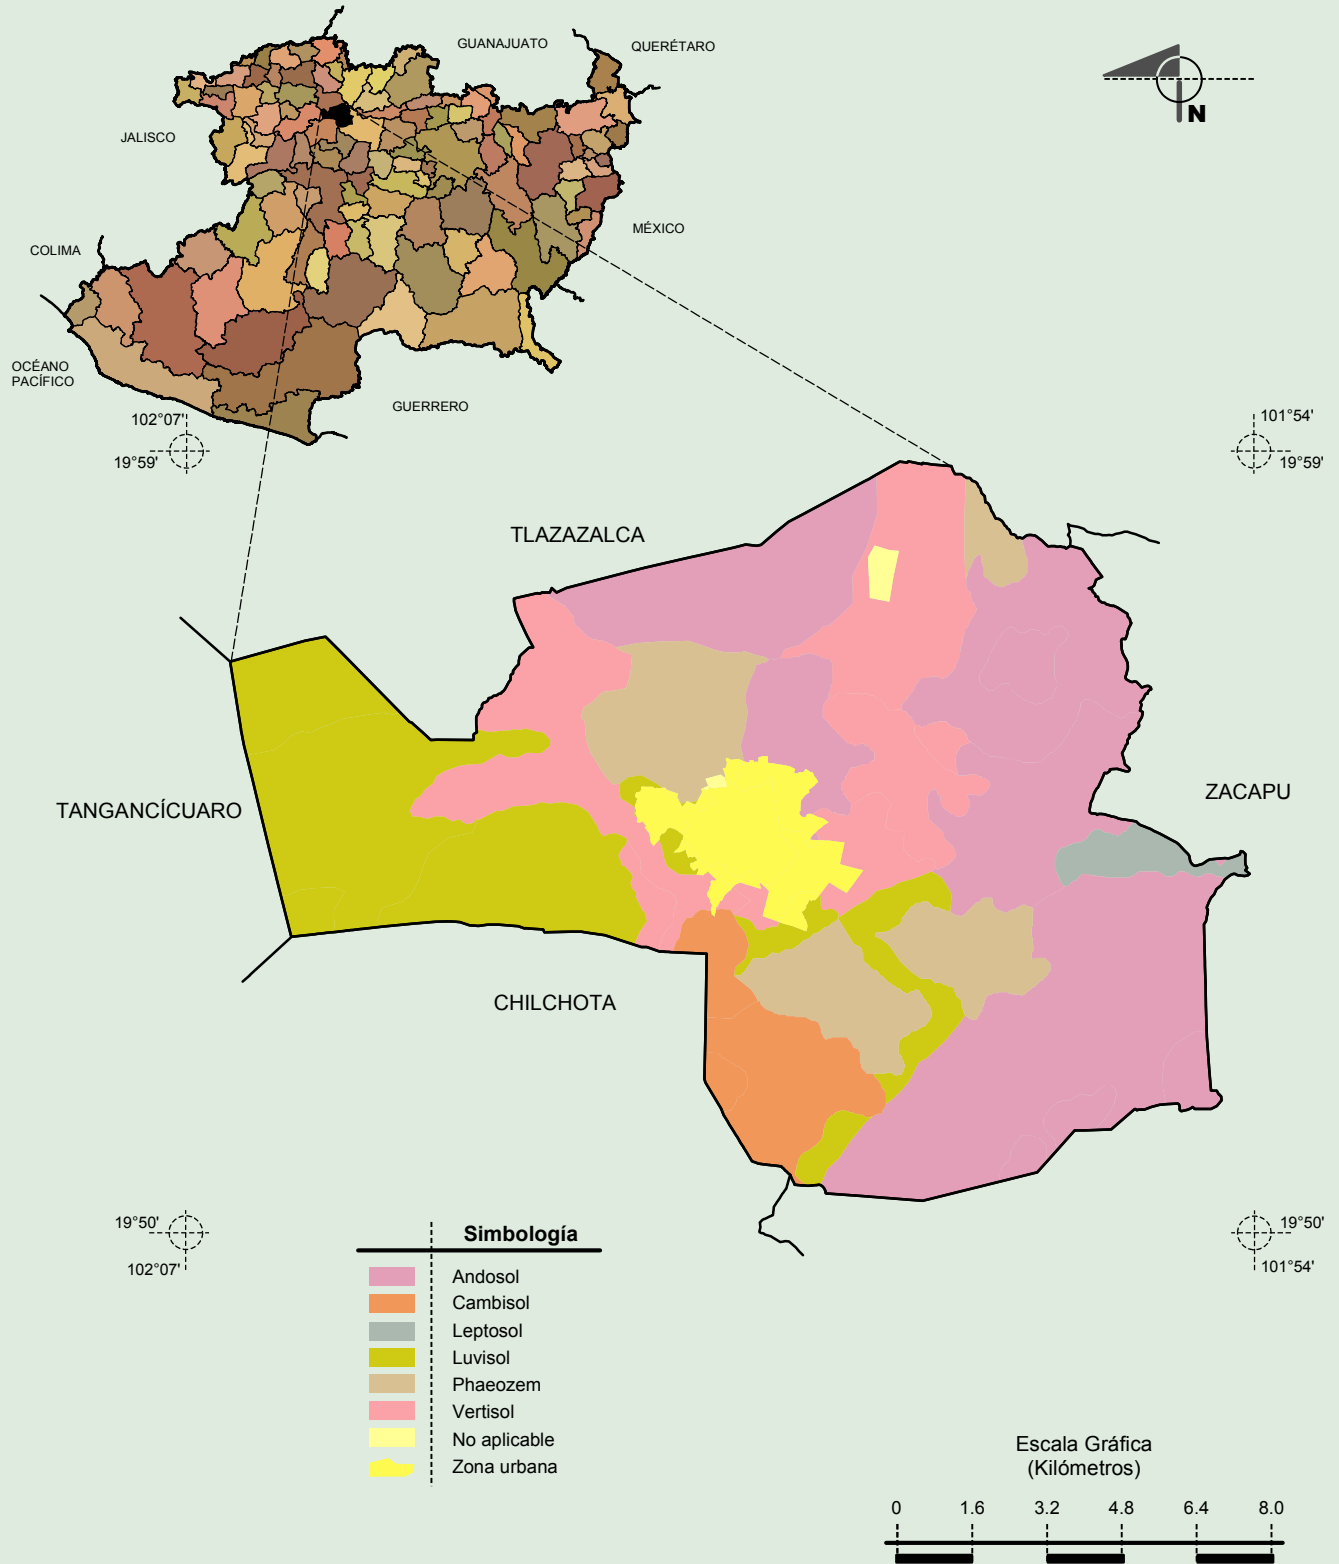 GUANAJUATO
QUERÉTARO
N
JALISCO
MÉXICO
COLIMA
OCÉANO
PACÍFICO
GUERRERO
102°07'
19°59'
101°54'
19°59'
TLAZAZALCA
TANGANCÍCUARO
ZACAPU
CHILCHOTA
19°50'
102°07'
19°50'
101°54'
Simbología
Andosol
Cambisol
Leptosol
Luvisol
Phaeozem
Vertisol
No aplicable
Zona urbana
Escala Gráfica
(Kilómetros)
0 1.6 3.2 4.8 6.4 8.0